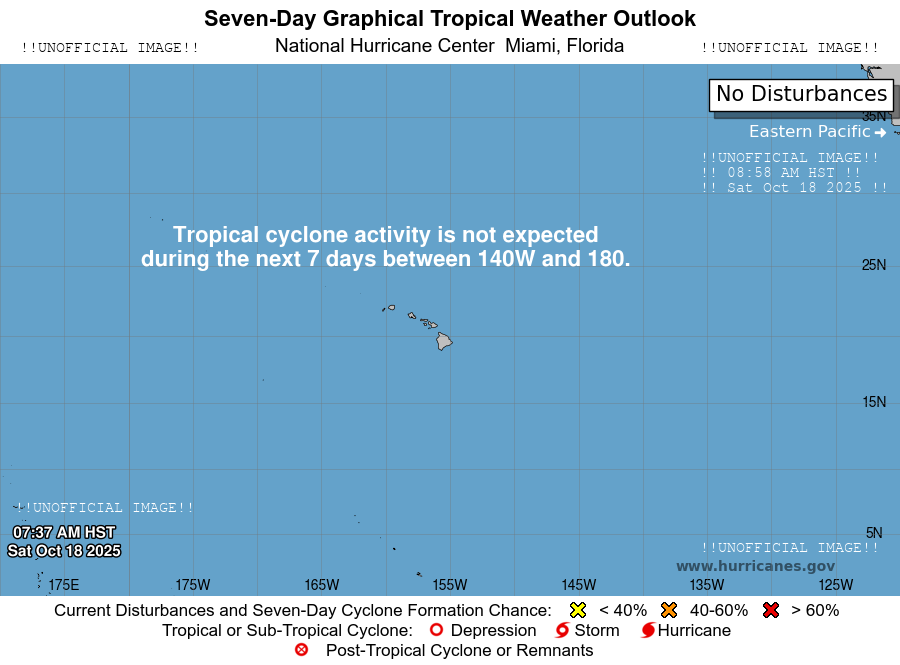 Seven-Day Graphical Tropical Weather Outlook
!!UNOFFICIAL IMAGE!!
National Hurricane Center  Miami, Florida
!!UNOFFICIAL IMAGE!!
No Disturbances
35N
Eastern Pacific
!!UNOFFICIAL IMAGE!!
!! 08:58 AM HST !!
!! Sat Oct 18 2025 !!
Tropical cyclone activity is not expected
during the next 7 days between 140W and 180.
25N
15N
!!UNOFFICIAL IMAGE!!
07:37 AM HST
Sat Oct 18 2025
5N
!!UNOFFICIAL IMAGE!!
www.hurricanes.gov
175E 175W 165W 155W 145W 135W 125W
Current Disturbances and Seven-Day Cyclone Formation Chance: < 40% 40-60% > 60%
Tropical or Sub-Tropical Cyclone: Depression Storm Hurricane
Post-Tropical Cyclone or Remnants